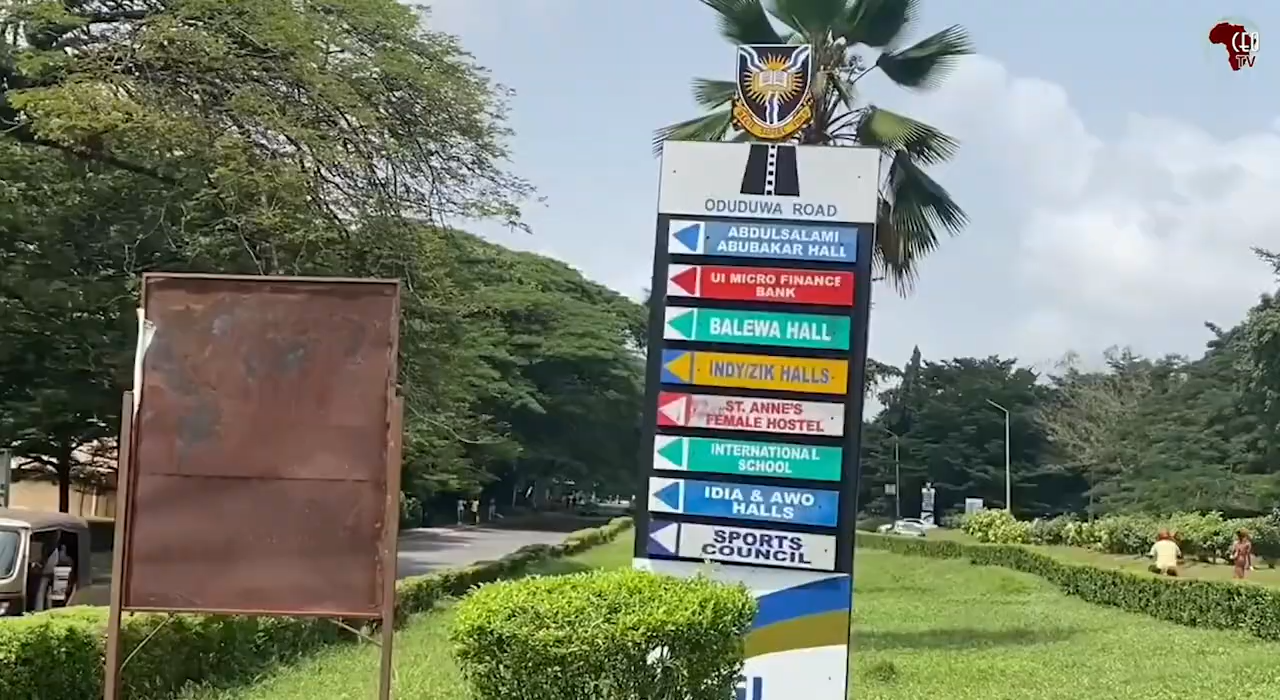 CEO
TV
ODUDUWA ROAD
ABDULSALAMI
ABUBAKAR HALL
UI MICRO FINANCE
BANK
BALEWA HALL
INDY/ZIK HALLS
ST. ANNE'S
FEMALE HOSTEL
INTERNATIONAL
SCHOOL
IDIA & AWO
HALLS
SPORTS
COUNCIL